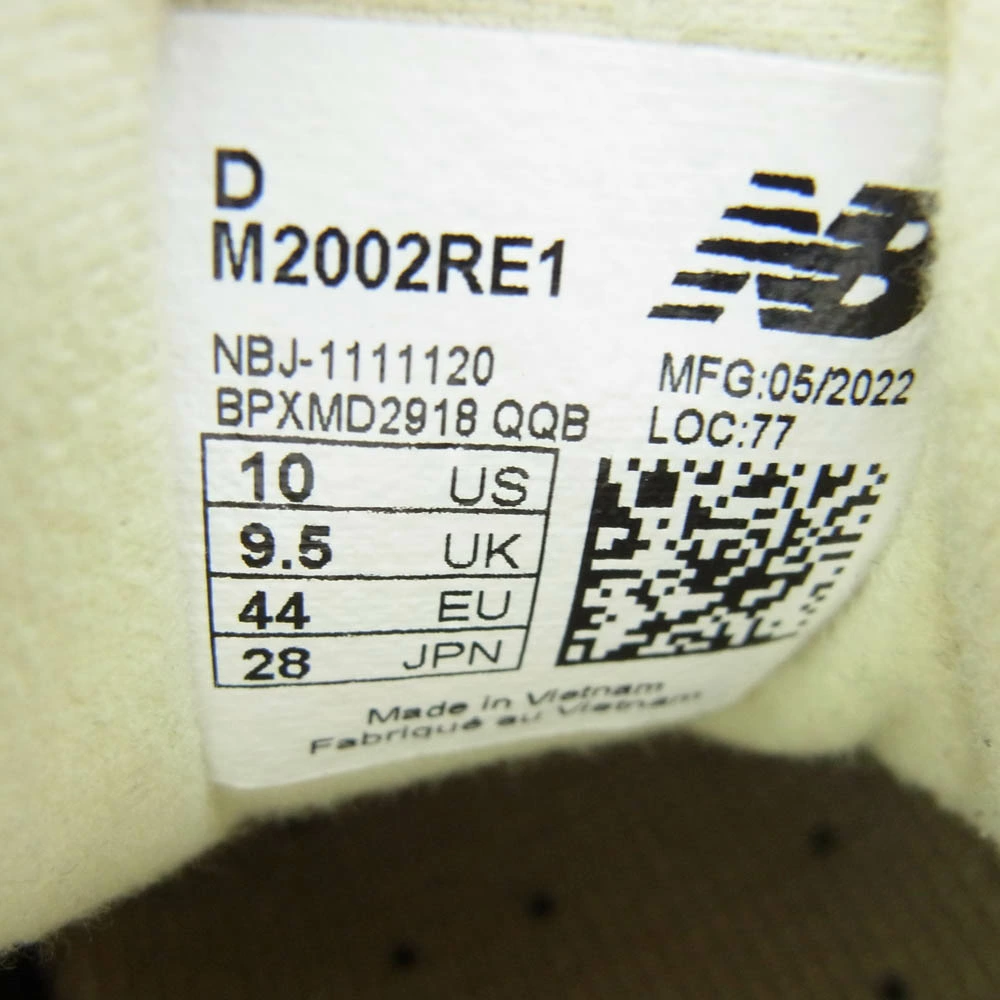 D
M2002RE1
NB
NBJ-1111120
BPXMD2918 QQB
MFG:05/2022
LOC:77
10 US
9.5 UK
44 EU
28 JPN
Made in Vietnam
Fabriqué au Vietnam